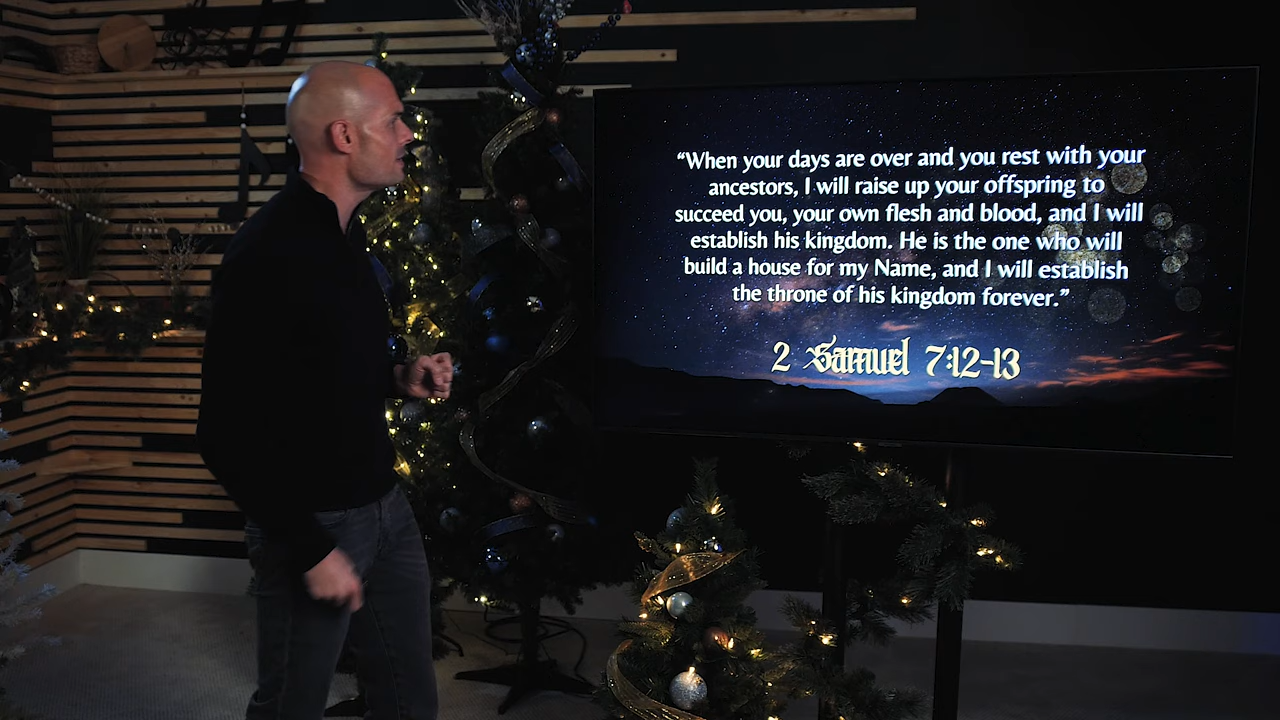 “When your days are over and you rest with your
ancestors, I will raise up your offspring to
succeed you, your own flesh and blood, and I will
establish his kingdom. He is the one who will
build a house for my Name, and I will establish
the throne of his kingdom forever.”
2 Samuel 7:12-13